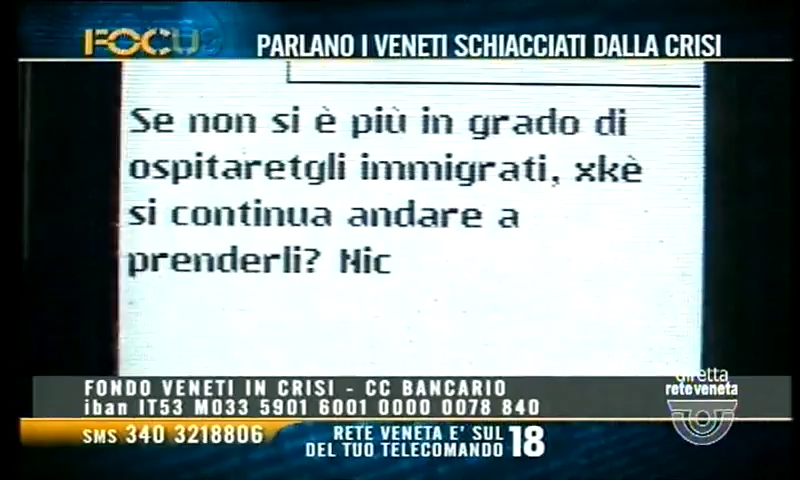 FOCUS
PARLANO I VENETI SCHIACCIATI DALLA CRISI
Se non si è più in grado di
ospitaretgli immigrati, xkè
si continua andare a
prenderli? Nic
diretta
reteveneta
FONDO VENETI IN CRISI - CC BANCARIO
iban IT53 M033 5901 6001 0000 0078 840
SMS 340 3218806
RETE VENETA E' SUL 18
DEL TUO TELECOMANDO